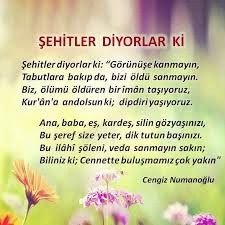 ŞEHİTLER DİYORLAR Kİ
Şehitler diyorlar ki: "Görünüşe kanmayın,
Tabutlara bakıp da, bizi öldü sanmayın.
Biz, ölümü öldüren bir îmân taşıyoruz,
Kur'ân'a andolsun ki; dipdiri yaşıyoruz.
Ana, baba, eş, kardeş, silin gözyaşınızı,
Bu şeref size yeter, dik tutun başınızı.
Bu ilâhî şöleni, veda sanmayın sakın;
Biliniz ki; Cennette buluşmamız çok yakın"
Cengiz Numanoğlu